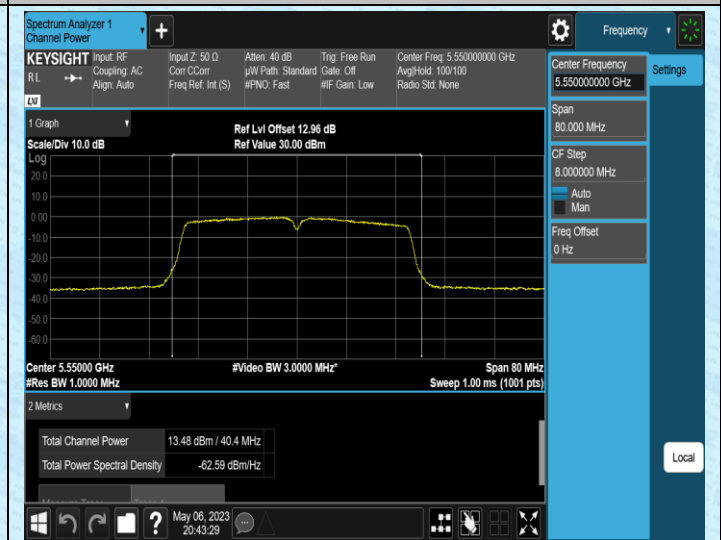 Spectrum Analyzer 1
Channel Power
+
Frequency
KEYSIGHT
R L
LXI
Input: RF
Coupling: AC
Align: Auto
Input Z: 50 Ω
Corr CCorr
Freq Ref: Int (S)
Atten: 40 dB
µW Path: Standard
#PNO: Fast
Trig: Free Run
Gate: Off
#IF Gain: Low
Center Freq: 5.550000000 GHz
Avg|Hold: 100/100
Radio Std: None
Center Frequency
5.550000000 GHz
Settings
Span
80.000 MHz
CF Step
8.000000 MHz
Auto
Man
Freq Offset
0 Hz
Local
1 Graph
Scale/Div 10.0 dB
Ref Lvl Offset 12.96 dB
Ref Value 30.00 dBm
Log
20.0
10.0
0.00
-10.0
-20.0
-30.0
-40.0
-50.0
-60.0
Center 5.55000 GHz
#Res BW 1.0000 MHz
#Video BW 3.0000 MHz*
Span 80 MHz
Sweep 1.00 ms (1001 pts)
2 Metrics
Total Channel Power 13.48 dBm / 40.4 MHz
Total Power Spectral Density -62.59 dBm/Hz
?
May 06, 2023
20:43:29